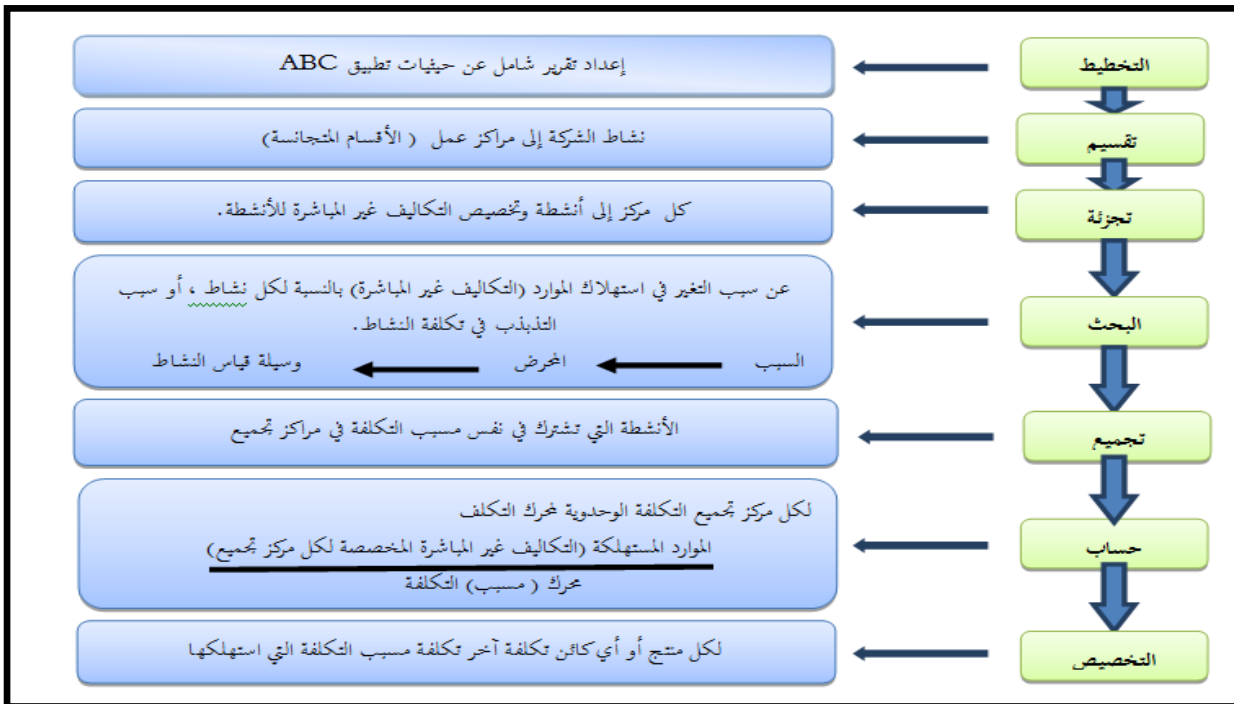 التخطيط
إعداد تقرير شامل عن حيثيات تطبيق ABC
تقسيم
نشاط الشركة إلى مراكز عمل ( الأقسام المتجانسة)
تجزئة
كل مركز إلى أنشطة وتخصيص التكاليف غير المباشرة للأنشطة.
البحث
عن سبب التغير في استهلاك الموارد (التكاليف غير المباشرة) بالنسبة لكل نشاط ، أو سبب
التذبذب في تكلفة النشاط.
السبب المحرض وسيلة قياس النشاط
تجميع
الأنشطة التي تشترك في نفس مسبب التكلفة في مراكز تجميع
حساب
لكل مركز تجميع التكلفة الوحدوية لمحرك التكلف
الموارد المستهلكة (التكاليف غير المباشرة المخصصة لكل مركز تجميع)
محرك ( مسبب) التكلفة
التخصيص
لكل منتج أو أي كائن تكلفة آخر تكلفة مسبب التكلفة التي استهلكها